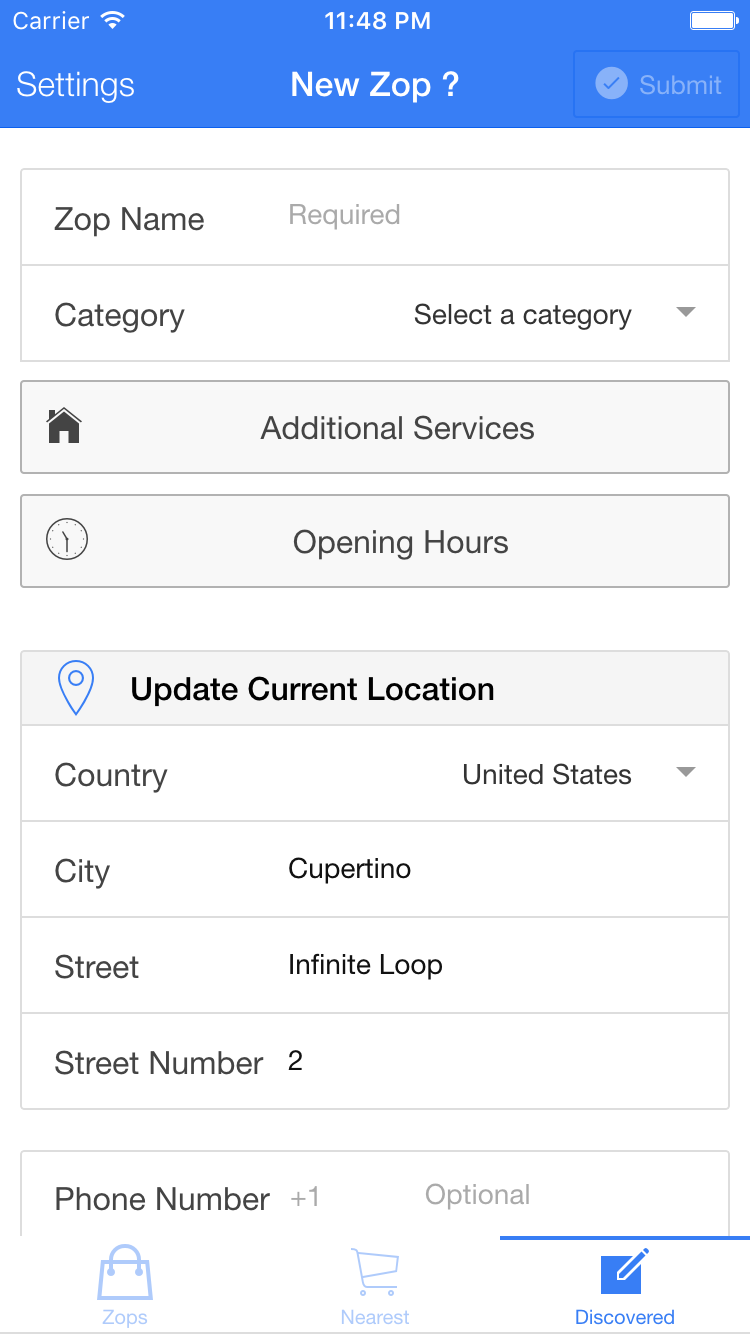 Carrier 11:48 PM
Settings New Zop ? Submit
Zop Name Required
Category Select a category
Additional Services
Opening Hours
Update Current Location
Country United States
City Cupertino
Street Infinite Loop
Street Number 2
Phone Number +1 Optional
Zops Nearest Discovered